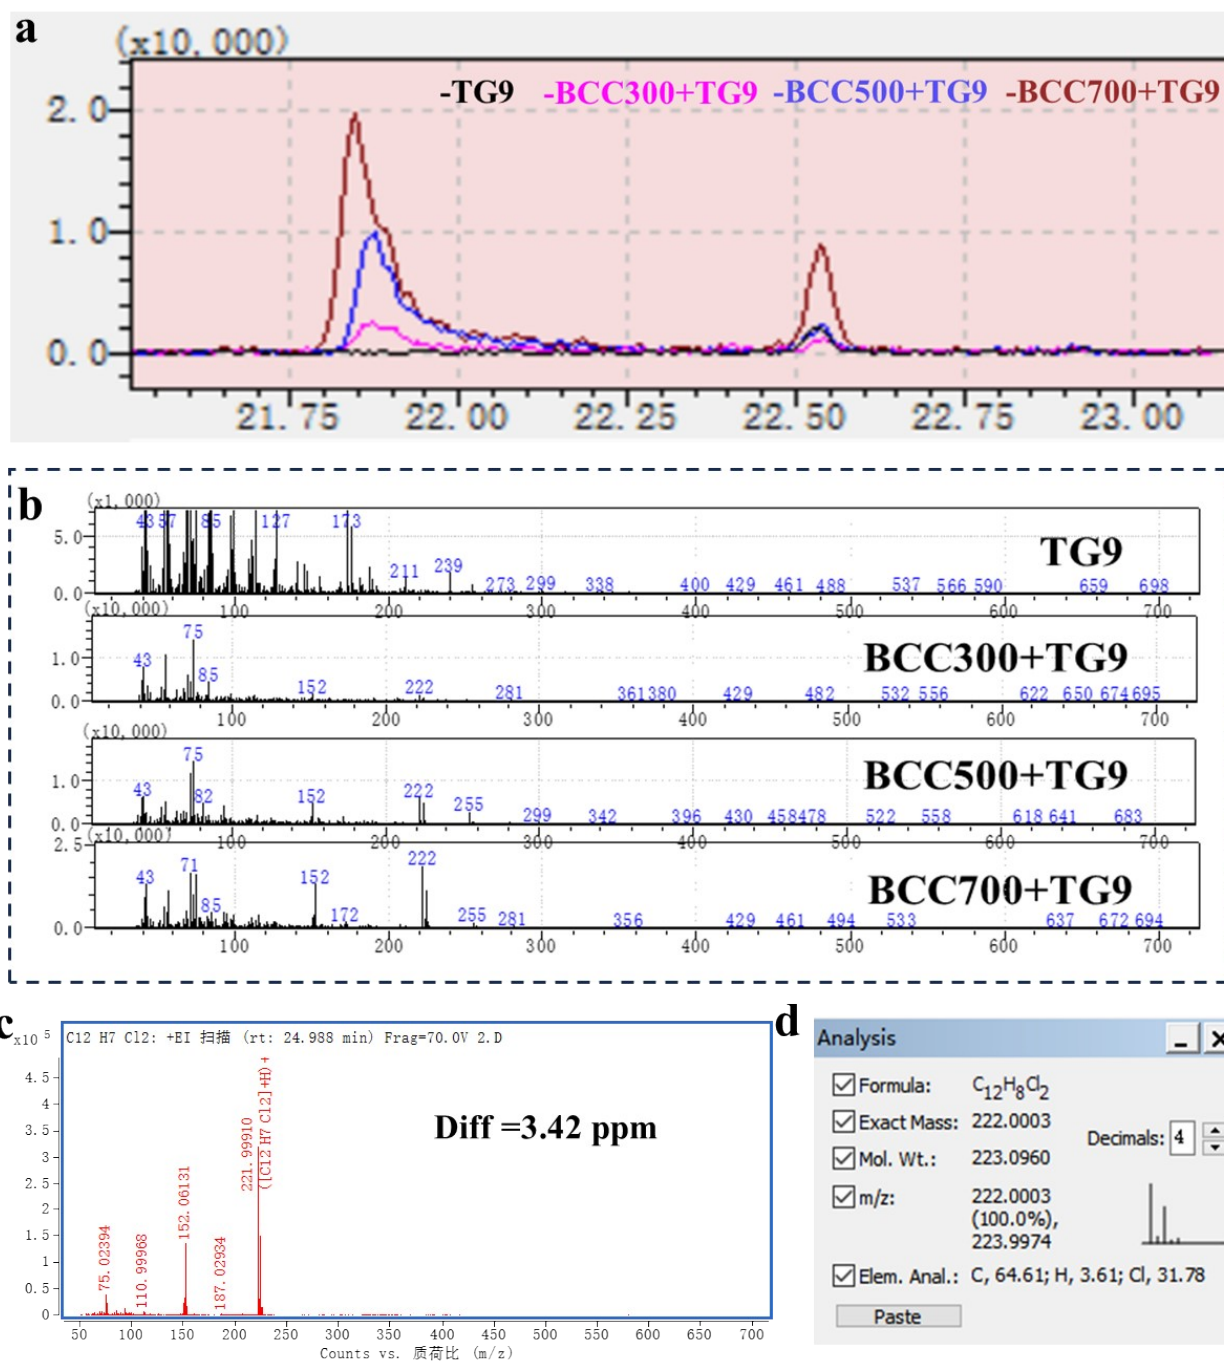 a
(x10,000)
-TG9 -BCC300+TG9 -BCC500+TG9 -BCC700+TG9
2.0
1.0
0.0
21.75 22.00 22.25 22.50 22.75 23.00
b
(x1,000)
43 57 85 127 173
5.0
TG9
211 239 273 299 338 400 429 461 488 537 566 590 659 698
0.0
100 200 300 400 500 600 700
(x10,000)
75
BCC300+TG9
1.0
43 85 152 222 281 361 380 429 482 532 556 622 650 674 695
0.0
100 200 300 400 500 600 700
(x10,000)
75
BCC500+TG9
1.0
43 82 152 222 255 299 342 396 430 458 478 522 558 618 641 683
0.0
100 200 300 400 500 600 700
(x10,000)
2.5
222
71
43 152
BCC700+TG9
85 172 255 281 356 429 461 494 533 637 672 694
0.0
100 200 300 400 500 600 700
c
x10 5
C12 H7 Cl2: +EI 扫描 (rt: 24.988 min) Frag=70.0V 2.D
4.5
4
3.5
3
2.5
2
1.5
1
0.5
0
Diff =3.42 ppm
75.02394
110.99968
152.06131
187.02934
221.99910
([C12 H7 Cl2]+H)+
50 100 150 200 250 300 350 400 450 500 550 600 650 700
Counts vs. 质荷比 (m/z)
d
Analysis
Formula: C12H8Cl2
Exact Mass: 222.0003
Decimals: 4
Mol. Wt.: 223.0960
m/z: 222.0003
(100.0%),
223.9974
Elem. Anal.: C, 64.61; H, 3.61; Cl, 31.78
Paste